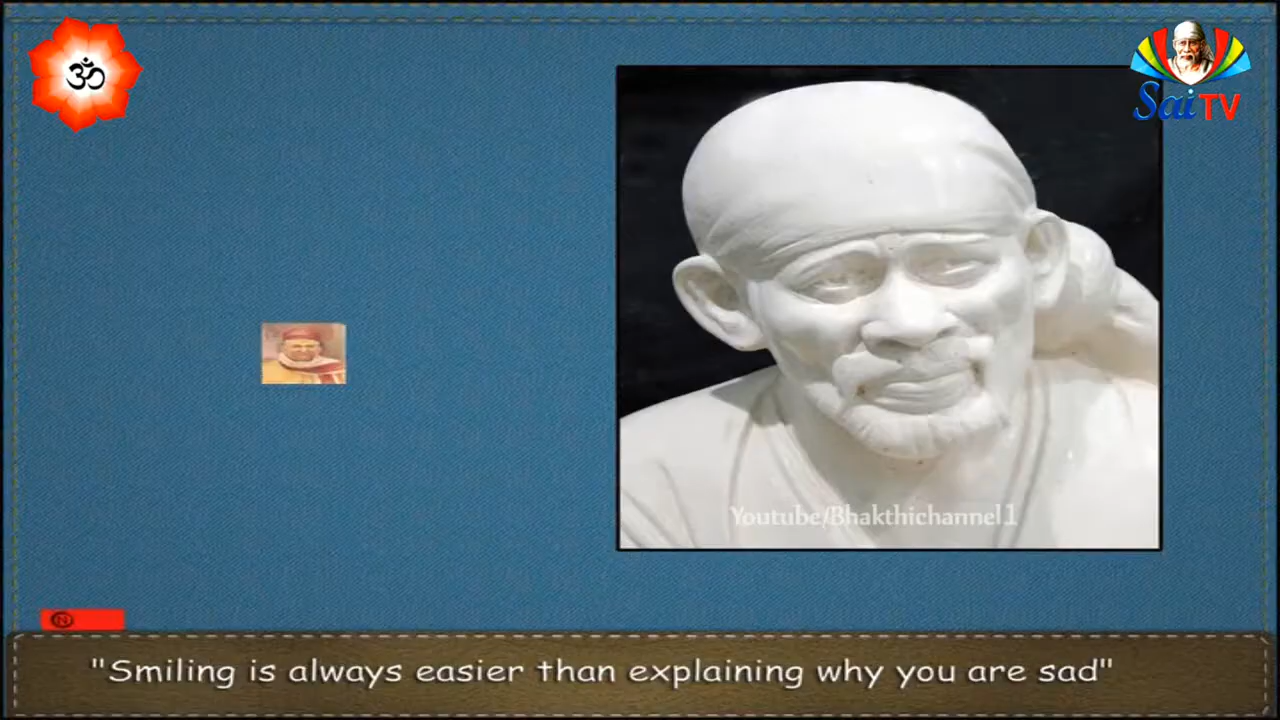 ॐ
Sai TV
Youtube/Bhakthichannel1
N
"Smiling is always easier than explaining why you are sad"